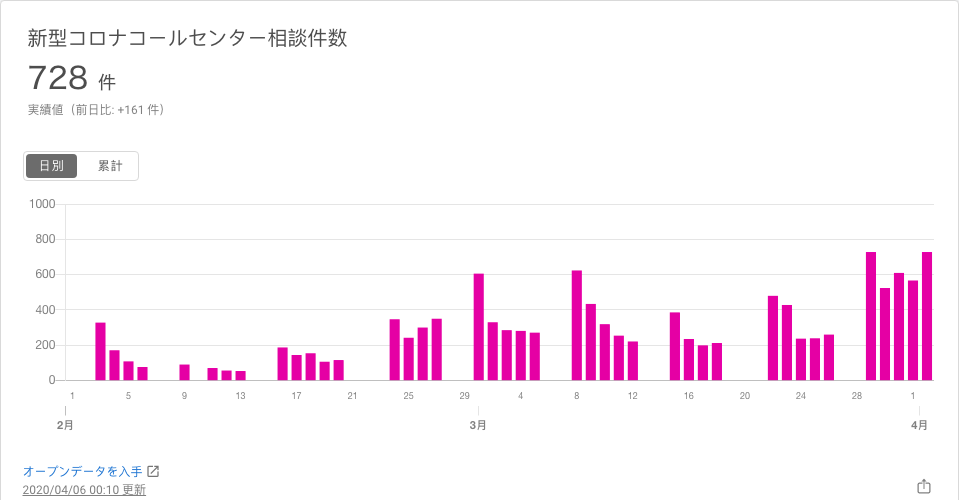 新型コロナコールセンター相談件数
728 件
実績値（前日比: +161 件）
日別 累計
1000
800
600
400
200
0
1 5 9 13 17 21 25 29 4 8 12 16 20 24 28 1
2月 3月 4月
オープンデータを入手
2020/04/06 00:10 更新